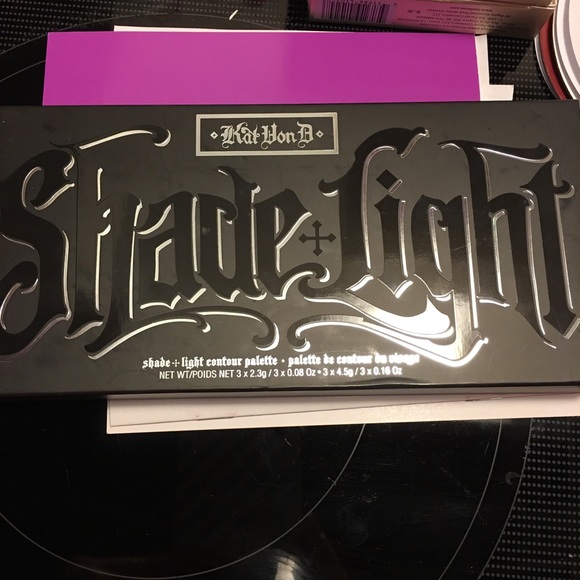 Kat Von D
Shade + Light
shade + light contour palette • palette de contour du visage
NET WT/POIDS NET 3 x 2.3g / 3 x 0.08 Oz • 3 x 4.5g / 3 x 0.16 Oz